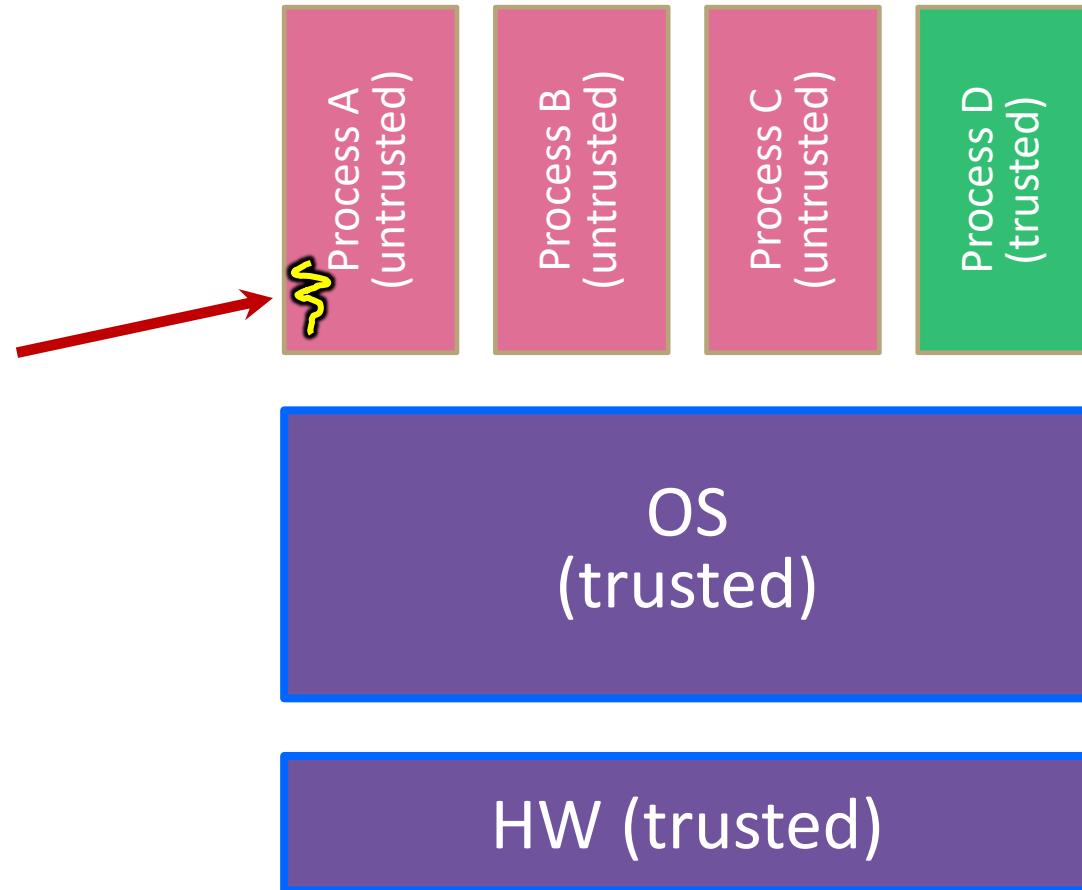 Process A
(untrusted)
Process B
(untrusted)
Process C
(untrusted)
Process D
(trusted)
OS
(trusted)
HW (trusted)